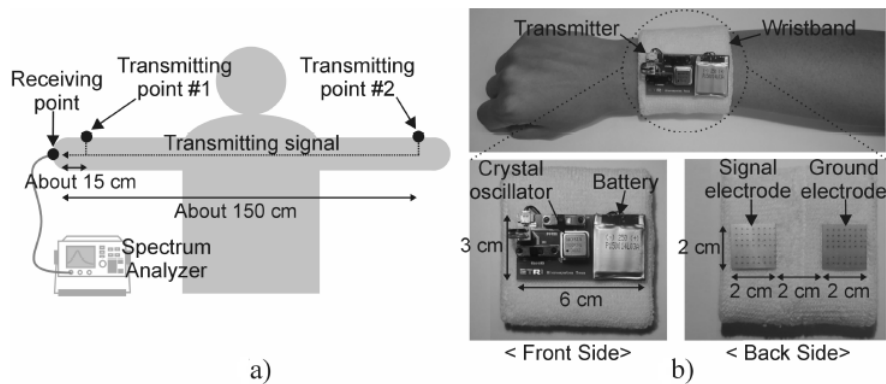 Receiving
point
Transmitting
point #1
Transmitting
point #2
Transmitting signal
About 15 cm
About 150 cm
Spectrum
Analyzer
a)
Transmitter
Wristband
Crystal
oscillator
Battery
3 cm
6 cm
< Front Side>
Signal
electrode
Ground
electrode
2 cm
2 cm
2 cm
2 cm
< Back Side>
b)